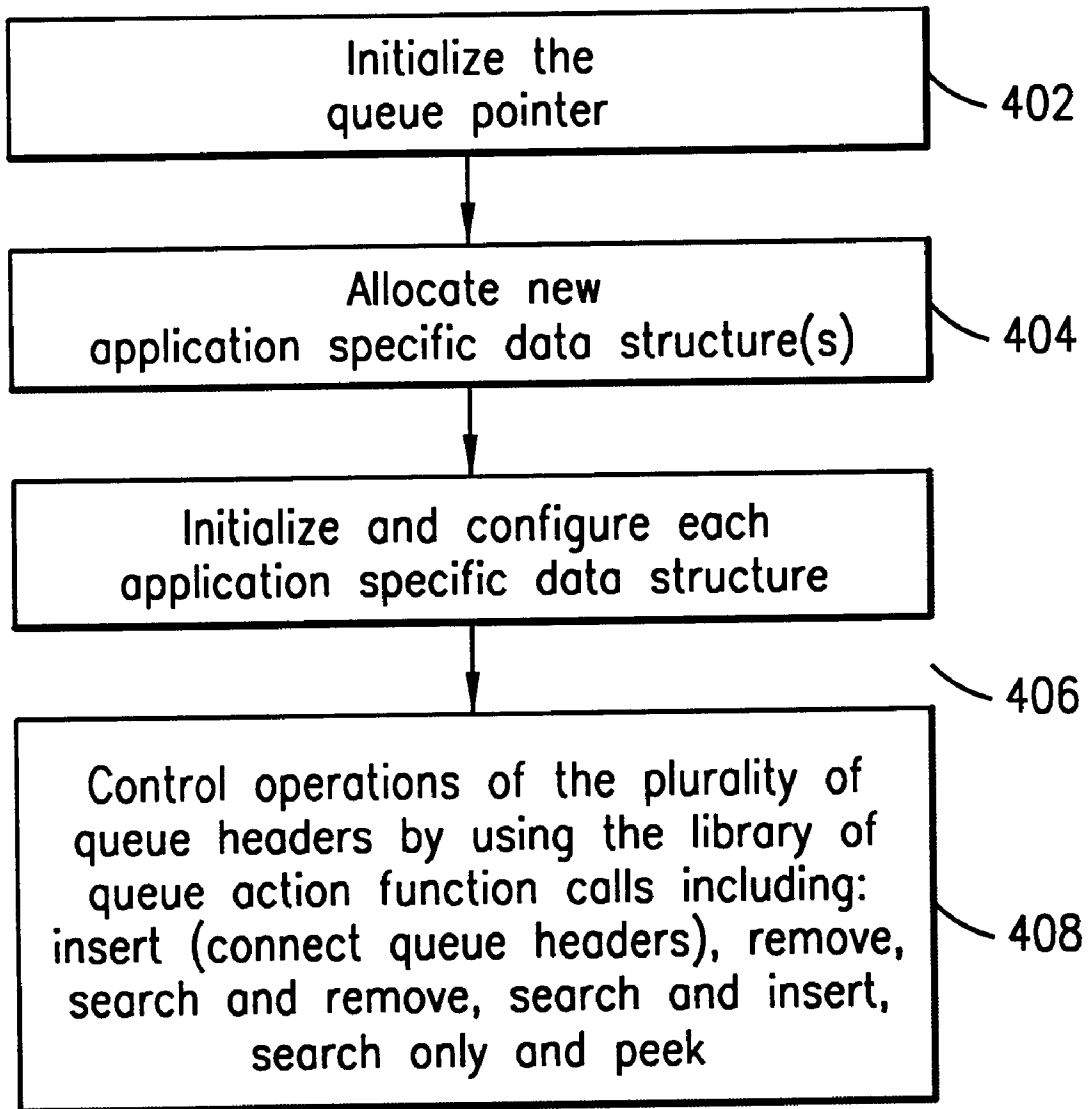 Initialize the
queue pointer
402
Allocate new
application specific data structure(s)
404
Initialize and configure each
application specific data structure
406
Control operations of the plurality of
queue headers by using the library of
queue action function calls including:
insert (connect queue headers), remove,
search and remove, search and insert,
search only and peek
408